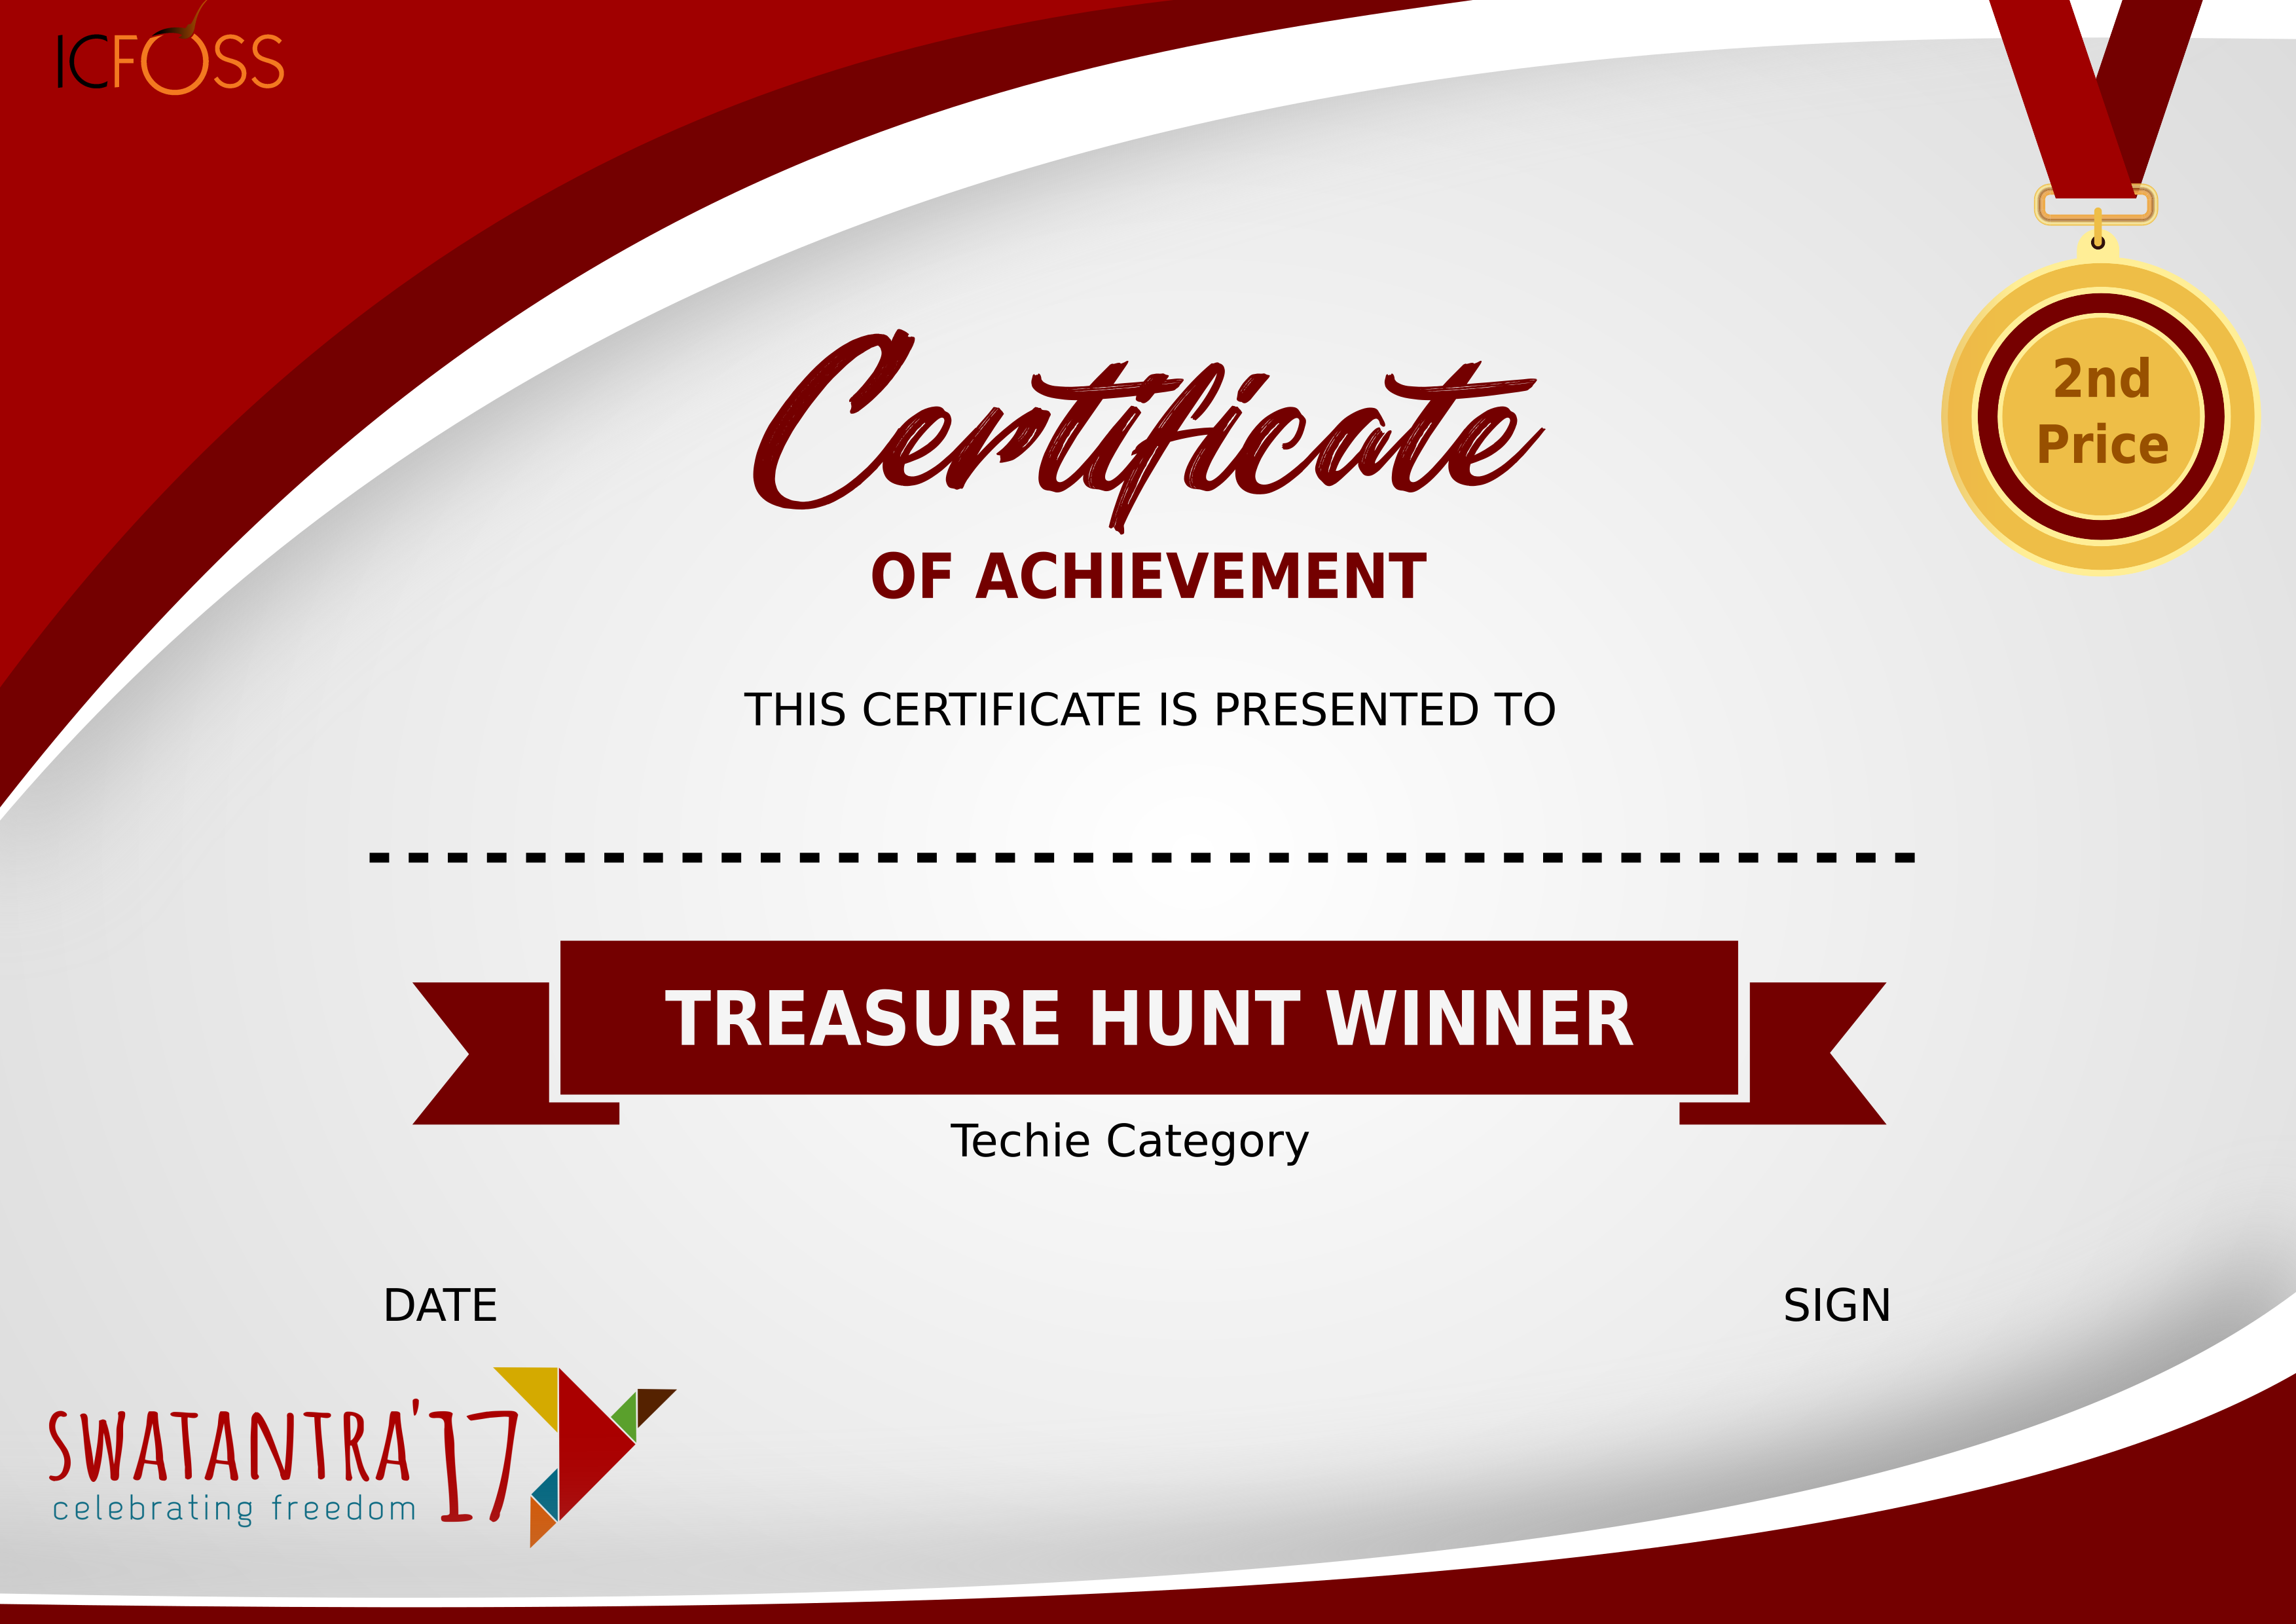 ICFOSS
2nd
Price
Certificate
OF ACHIEVEMENT
THIS CERTIFICATE IS PRESENTED TO
TREASURE HUNT WINNER
Techie Category
DATE
SIGN
SWATANTRA'17
celebrating freedom